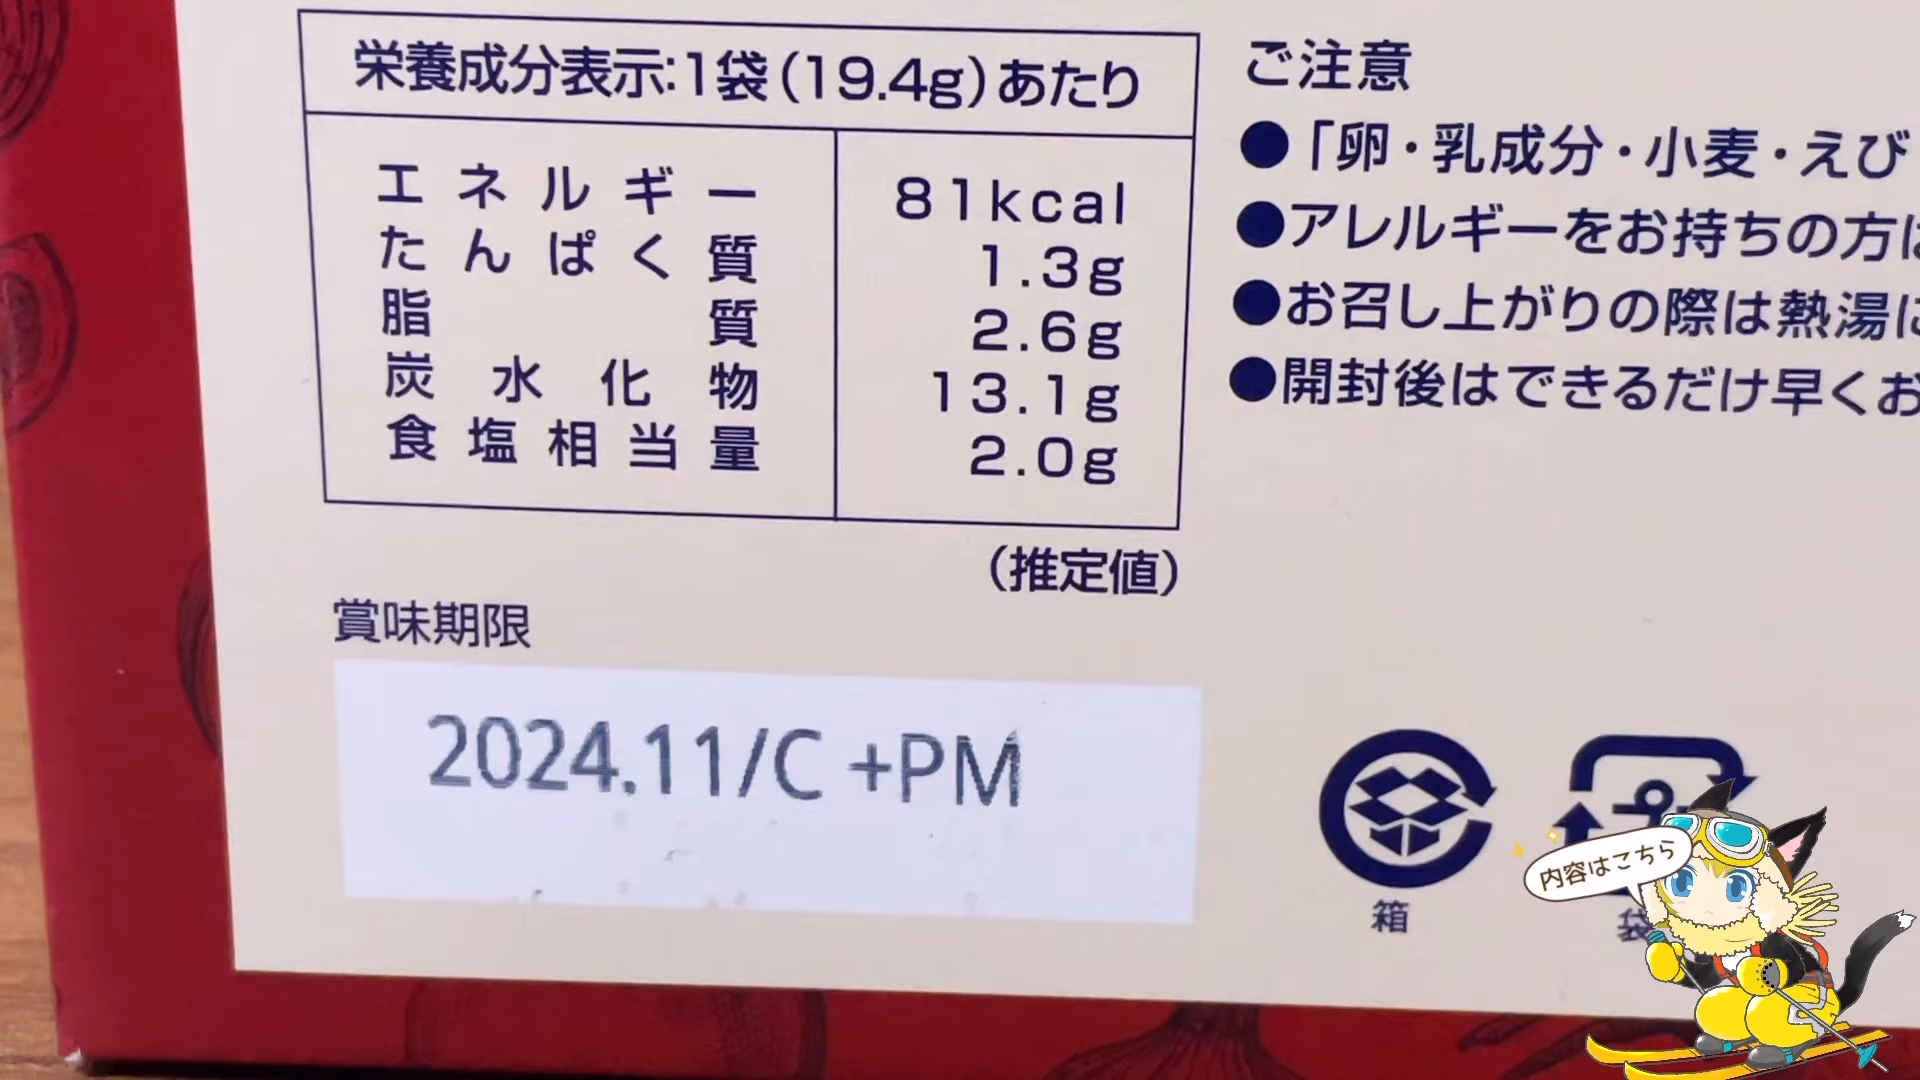 栄養成分表示:1袋(19.4g)あたり
エネルギー 81kcal
たんぱく質 1.3g
脂質 2.6g
炭水化物 13.1g
食塩相当量 2.0g
(推定値)
賞味期限
2024.11/C +PM
ご注意
●「卵・乳成分・小麦・えび
●アレルギーをお持ちの方は
●お召し上がりの際は熱湯に
●開封後はできるだけ早くお
箱
袋
内容はこちら